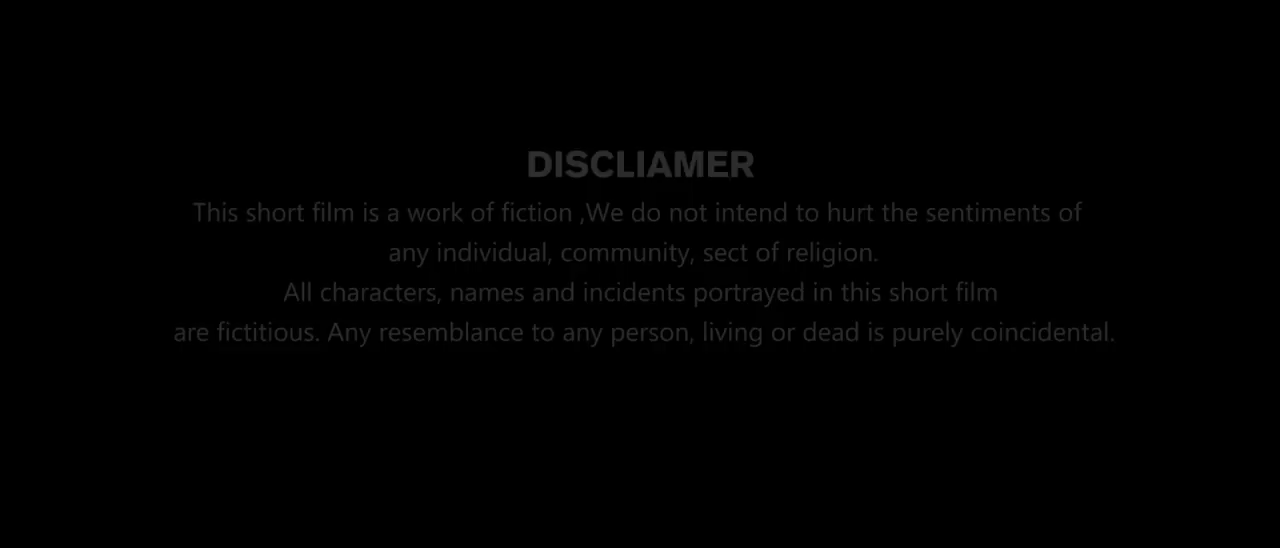 DISCLIAMER
This short film is a work of fiction ,We do not intend to hurt the sentiments of
any individual, community, sect of religion.
All characters, names and incidents portrayed in this short film
are fictitious. Any resemblance to any person, living or dead is purely coincidental.